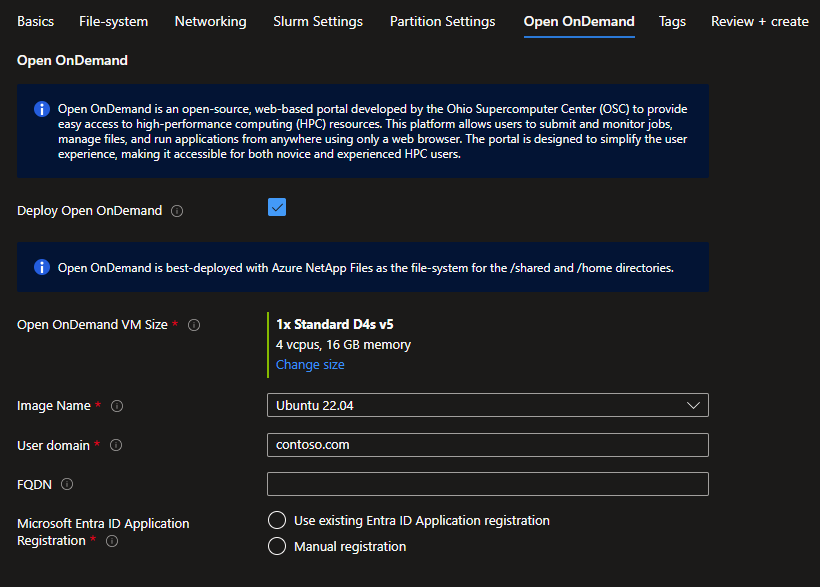 Basics File-system Networking Slurm Settings Partition Settings Open OnDemand Tags Review + create
Open OnDemand
Open OnDemand is an open-source, web-based portal developed by the Ohio Supercomputer Center (OSC) to provide
easy access to high-performance computing (HPC) resources. This platform allows users to submit and monitor jobs,
manage files, and run applications from anywhere using only a web browser. The portal is designed to simplify the user
experience, making it accessible for both novice and experienced HPC users.
Deploy Open OnDemand
Open OnDemand is best-deployed with Azure NetApp Files as the file-system for the /shared and /home directories.
Open OnDemand VM Size *
1x Standard D4s v5
4 vcpus, 16 GB memory
Change size
Image Name *
Ubuntu 22.04
User domain *
contoso.com
FQDN
Microsoft Entra ID Application
Registration *
Use existing Entra ID Application registration
Manual registration